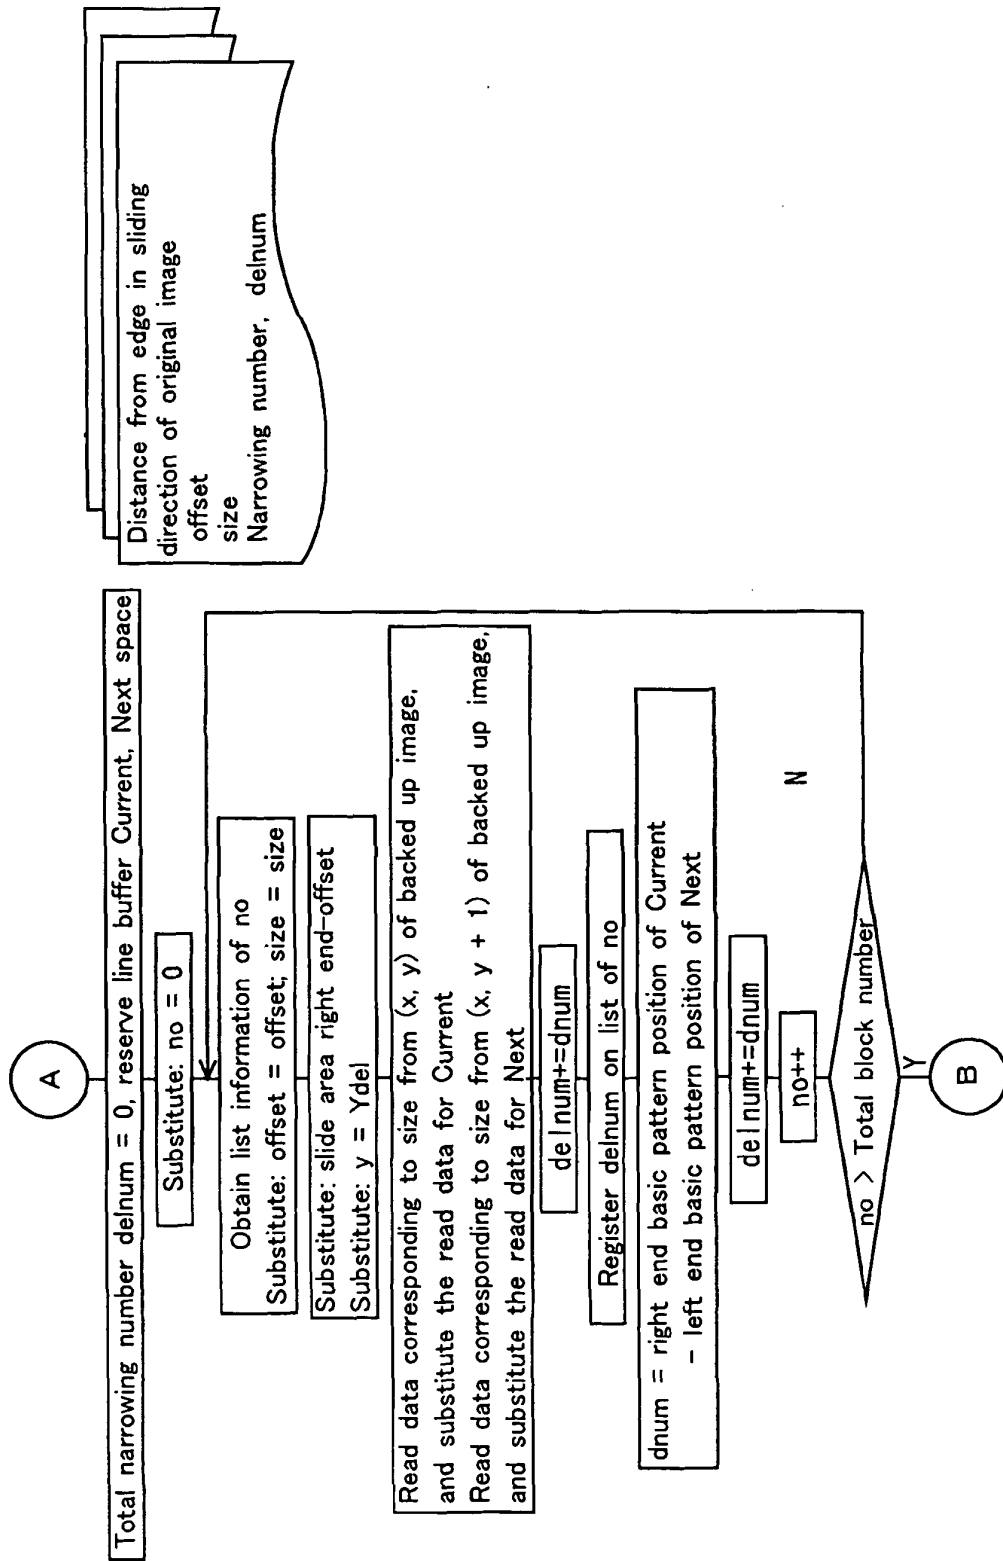 A
Total narrowing number delnum = 0, reserve line buffer Current, Next space
Substitute: no = 0
Obtain list information of no
Substitute: offset = offset; size = size
Substitute: slide area right end-offset
Substitute: y = Ydel
Read data corresponding to size from (x, y) of backed up image,
and substitute the read data for Current
Read data corresponding to size from (x, y + 1) of backed up image,
and substitute the read data for Next
delnum+=dnum
Register delnum on list of no
dnum = right end basic pattern position of Current
- left end basic pattern position of Next
delnum+=dnum
no++
no > Total block number
N
Y
B
Distance from edge in sliding
direction of original image
offset
size
Narrowing number, delnum